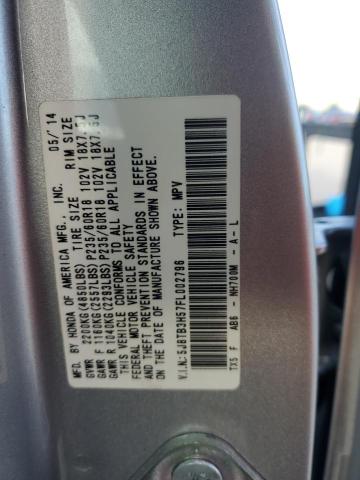 MFD. BY HONDA OF AMERICA MFG., INC. 05/14
GVWR 2200KG(4850LBS) TIRE SIZE RIM SIZE
GAWR F 1160KG(2557LBS) P235/60R18 102V 18X7.5J
GAWR R 1040KG(2293LBS) P235/60R18 102V 18X7.5J
THIS VEHICLE CONFORMS TO ALL APPLICABLE
FEDERAL MOTOR VEHICLE SAFETY
AND THEFT PREVENTION STANDARDS IN EFFECT
ON THE DATE OF MANUFACTURE SHOWN ABOVE.
V.I.N: 5J8TB3H57FL002796 TYPE: MPV
TX5 F AB6 - NH700M - A - L